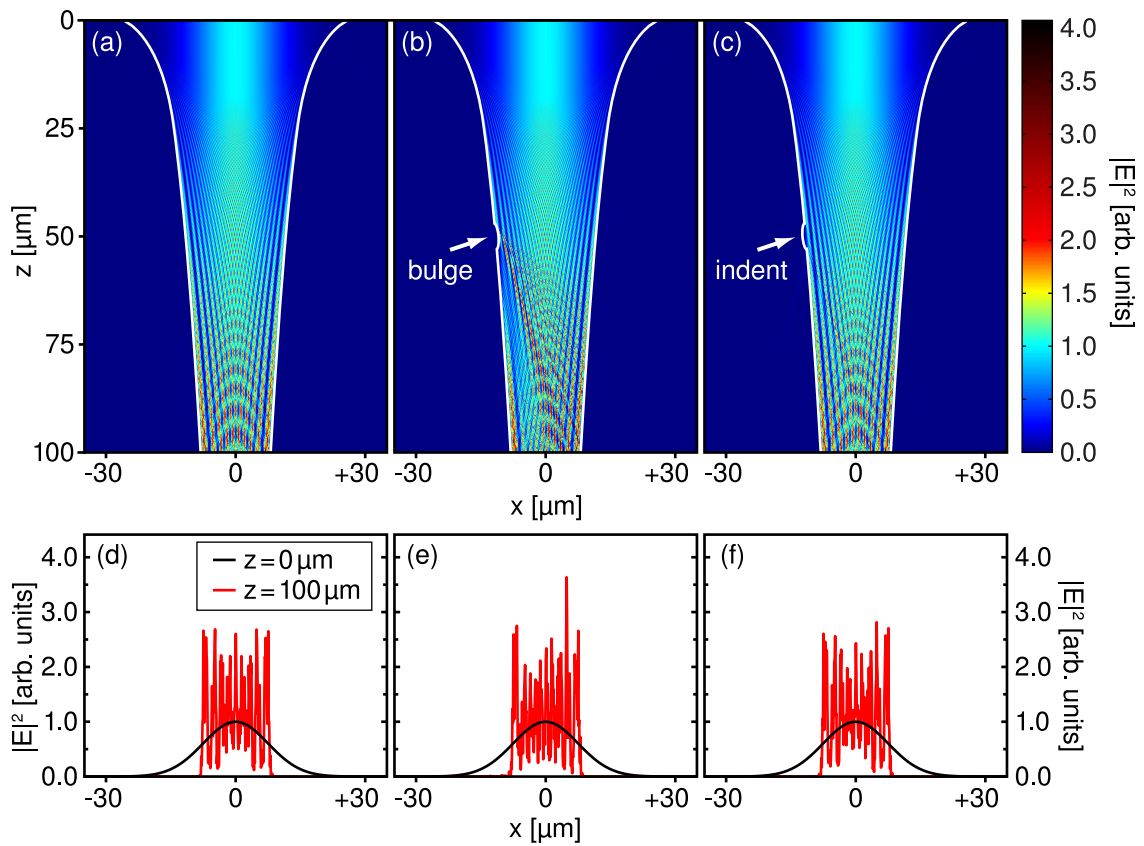 (a)
(b)
(c)
0
25
50
75
100
z [µm]
bulge
indent
-30 0 +30
-30 0 +30
-30 0 +30
x [µm]
4.0
3.5
3.0
2.5
2.0
1.5
1.0
0.5
0.0
|E|² [arb. units]
(d)
z = 0 µm
z = 100 µm
(e)
(f)
4.0
3.0
2.0
1.0
0.0
|E|² [arb. units]
4.0
3.0
2.0
1.0
0.0
|E|² [arb. units]
-30 0 +30
-30 0 +30
-30 0 +30
x [µm]